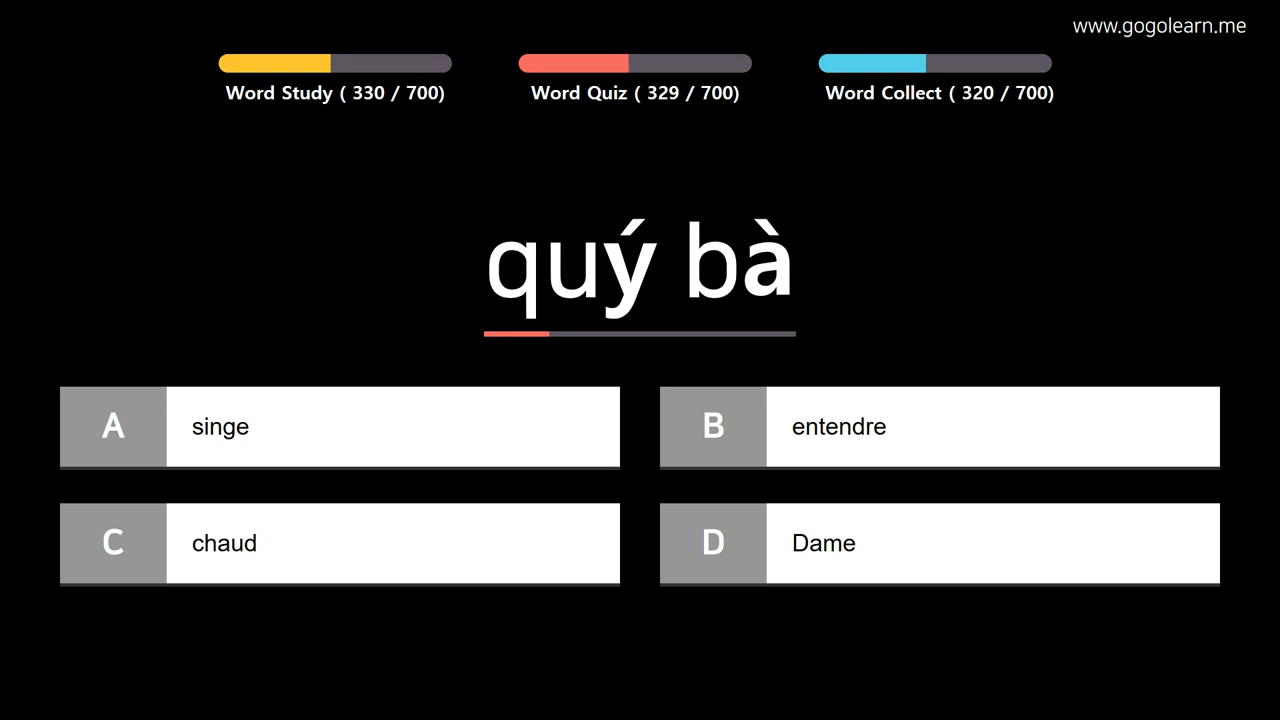 www.gogolearn.me
Word Study ( 330 / 700)
Word Quiz ( 329 / 700)
Word Collect ( 320 / 700)
quý bà
A singe
B entendre
C chaud
D Dame